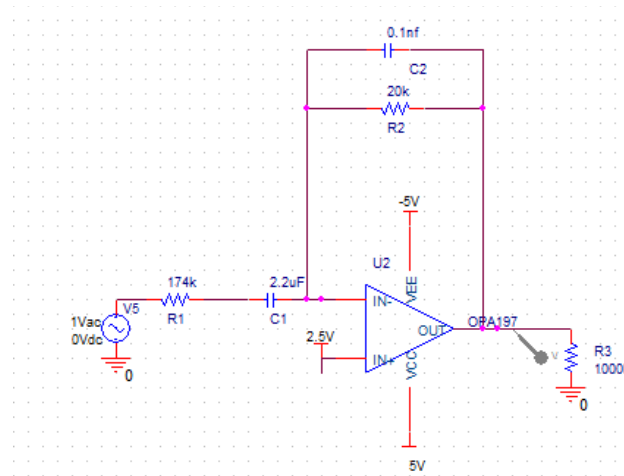 0.1nf
C2
20k
R2
-5V
U2
VEE
174k
R1
2.2uF
C1
V5
1Vac
0Vdc
0
IN-
2.5V
IN+
VCC
OUT
OPA197
V
R3
1000
0
5V